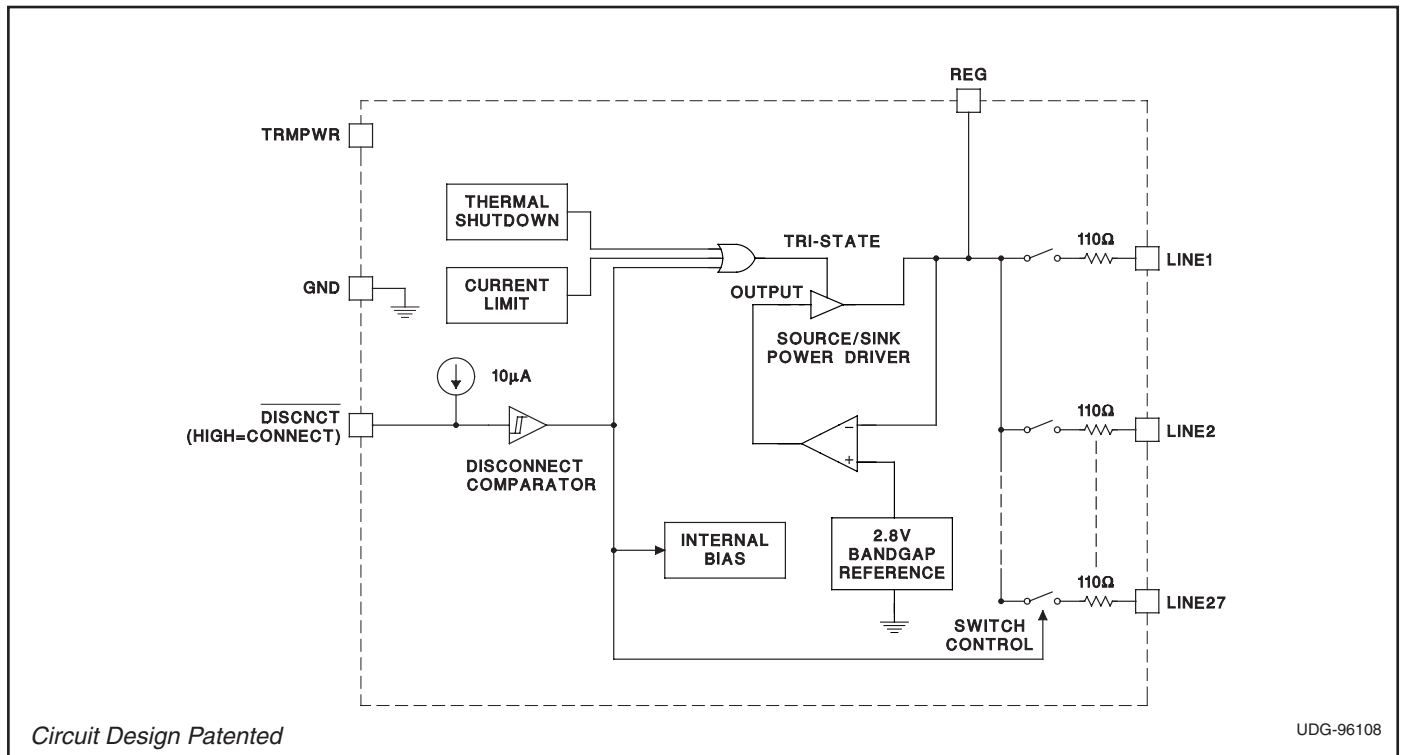 REG
TRMPWR
THERMAL
SHUTDOWN
TRI-STATE
110Ω
LINE1
GND
CURRENT
LIMIT
OUTPUT
SOURCE/SINK
POWER DRIVER
10µA
DISCNCT
(HIGH=CONNECT)
DISCONNECT
COMPARATOR
−
+
110Ω
LINE2
INTERNAL
BIAS
2.8V
BANDGAP
REFERENCE
110Ω
LINE27
SWITCH
CONTROL
Circuit Design Patented
UDG-96108